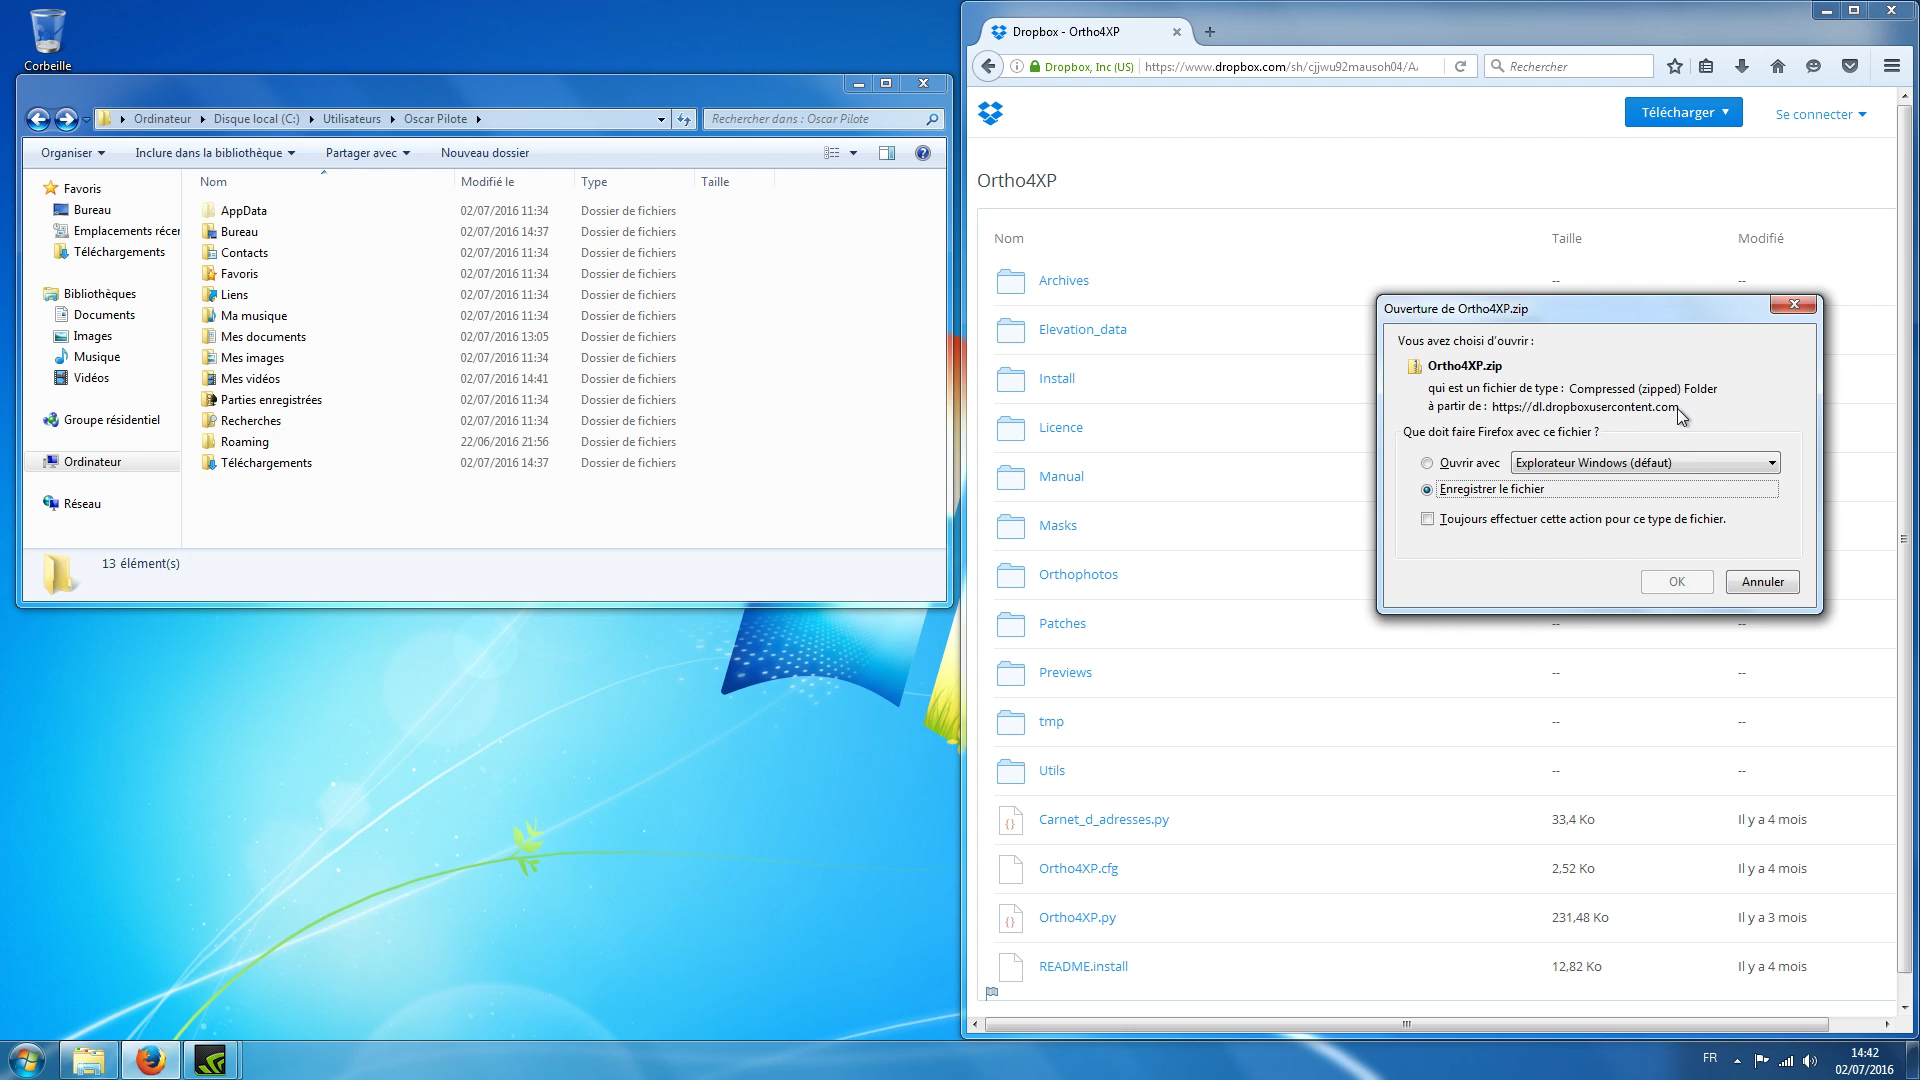 Corbeille
Ordinateur
Disque local (C:)
Utilisateurs
Oscar Pilote
Rechercher dans : Oscar Pilote
Organiser
Inclure dans la bibliothèque
Partager avec
Nouveau dossier
Favoris
Bureau
Emplacements récen
Téléchargements
Bibliothèques
Documents
Images
Musique
Vidéos
Groupe résidentiel
Ordinateur
Réseau
Nom Modifié le Type Taille
AppData 02/07/2016 11:34 Dossier de fichiers
Bureau 02/07/2016 14:37 Dossier de fichiers
Contacts 02/07/2016 11:34 Dossier de fichiers
Favoris 02/07/2016 11:34 Dossier de fichiers
Liens 02/07/2016 11:34 Dossier de fichiers
Ma musique 02/07/2016 11:34 Dossier de fichiers
Mes documents 02/07/2016 13:05 Dossier de fichiers
Mes images 02/07/2016 11:34 Dossier de fichiers
Mes vidéos 02/07/2016 14:41 Dossier de fichiers
Parties enregistrées 02/07/2016 11:34 Dossier de fichiers
Recherches 02/07/2016 11:34 Dossier de fichiers
Roaming 22/06/2016 21:56 Dossier de fichiers
Téléchargements 02/07/2016 14:37 Dossier de fichiers
13 élément(s)
Dropbox - Ortho4XP
Dropbox, Inc (US) https://www.dropbox.com/sh/cjjwu92mausoh04/A
Rechercher
Télécharger
Se connecter
Ortho4XP
Nom Taille Modifié
Archives -- --
Elevation_data
Install
Licence
Manual
Masks
Orthophotos
Patches -- --
Previews -- --
tmp -- --
Utils -- --
Carnet_d_adresses.py 33,4 Ko Il y a 4 mois
Ortho4XP.cfg 2,52 Ko Il y a 4 mois
Ortho4XP.py 231,48 Ko Il y a 3 mois
README.install 12,82 Ko Il y a 4 mois
Ouverture de Ortho4XP.zip
Vous avez choisi d'ouvrir :
Ortho4XP.zip
qui est un fichier de type : Compressed (zipped) Folder
à partir de : https://dl.dropboxusercontent.com
Que doit faire Firefox avec ce fichier ?
Ouvrir avec Explorateur Windows (défaut)
Enregistrer le fichier
Toujours effectuer cette action pour ce type de fichier.
OK Annuler
FR
14:42
02/07/2016